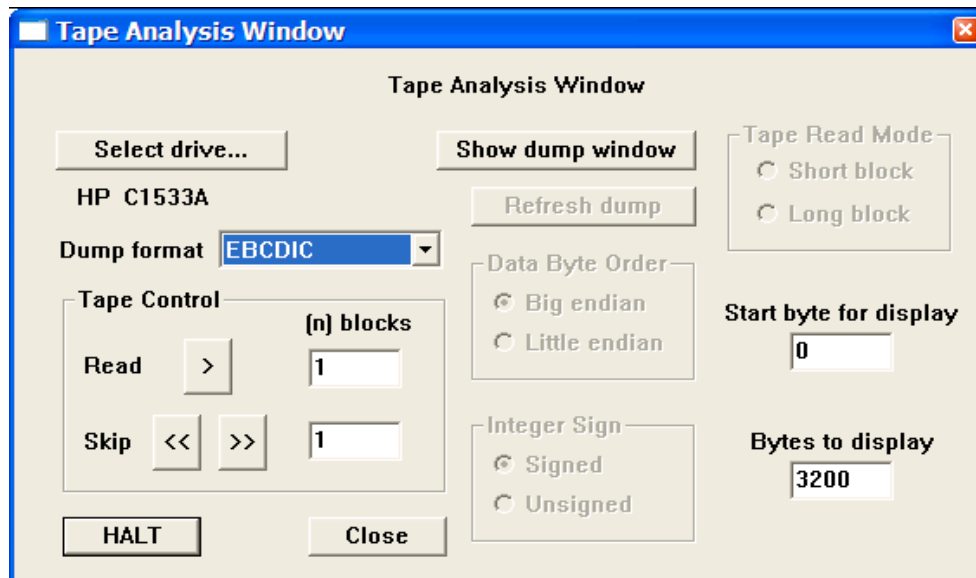 Tape Analysis Window
Tape Analysis Window
Select drive...
HP C1533A
Dump format EBCDIC
Tape Control
(n) blocks
Read > 1
Skip << >> 1
HALT
Close
Show dump window
Refresh dump
Data Byte Order
Big endian
Little endian
Integer Sign
Signed
Unsigned
Tape Read Mode
Short block
Long block
Start byte for display
0
Bytes to display
3200